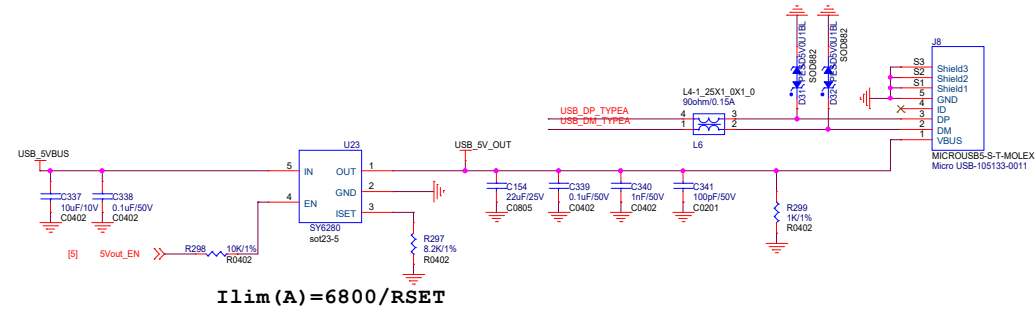 J8
S3
Shield3
S2
Shield2
S1
Shield1
5
GND
4
ID
3
DP
2
DM
1
VBUS
MICROUSB5-S-T-MOLEX
Micro USB-105133-0011
D31
PESD5V0U1BL
SOD882
D32
PESD5V0U1BL
SOD882
L4-1_25X1_0X1_0
90ohm/0.15A
USB_DP_TYPEA
4
3
USB_DM_TYPEA
1
2
L6
USB_5VBUS
U23
USB_5V_OUT
5
IN
OUT
1
GND
2
4
EN
ISET
3
SY6280
sot23-5
C337
10uF/10V
C0402
C338
0.1uF/50V
C0402
C154
22uF/25V
C0805
C339
0.1uF/50V
C0402
C340
1nF/50V
C0402
C341
100pF/50V
C0201
R299
1K/1%
R0402
R297
8.2K/1%
R0402
[5]
5Vout_EN
R298
10K/1%
R0402
Ilim(A)=6800/RSET